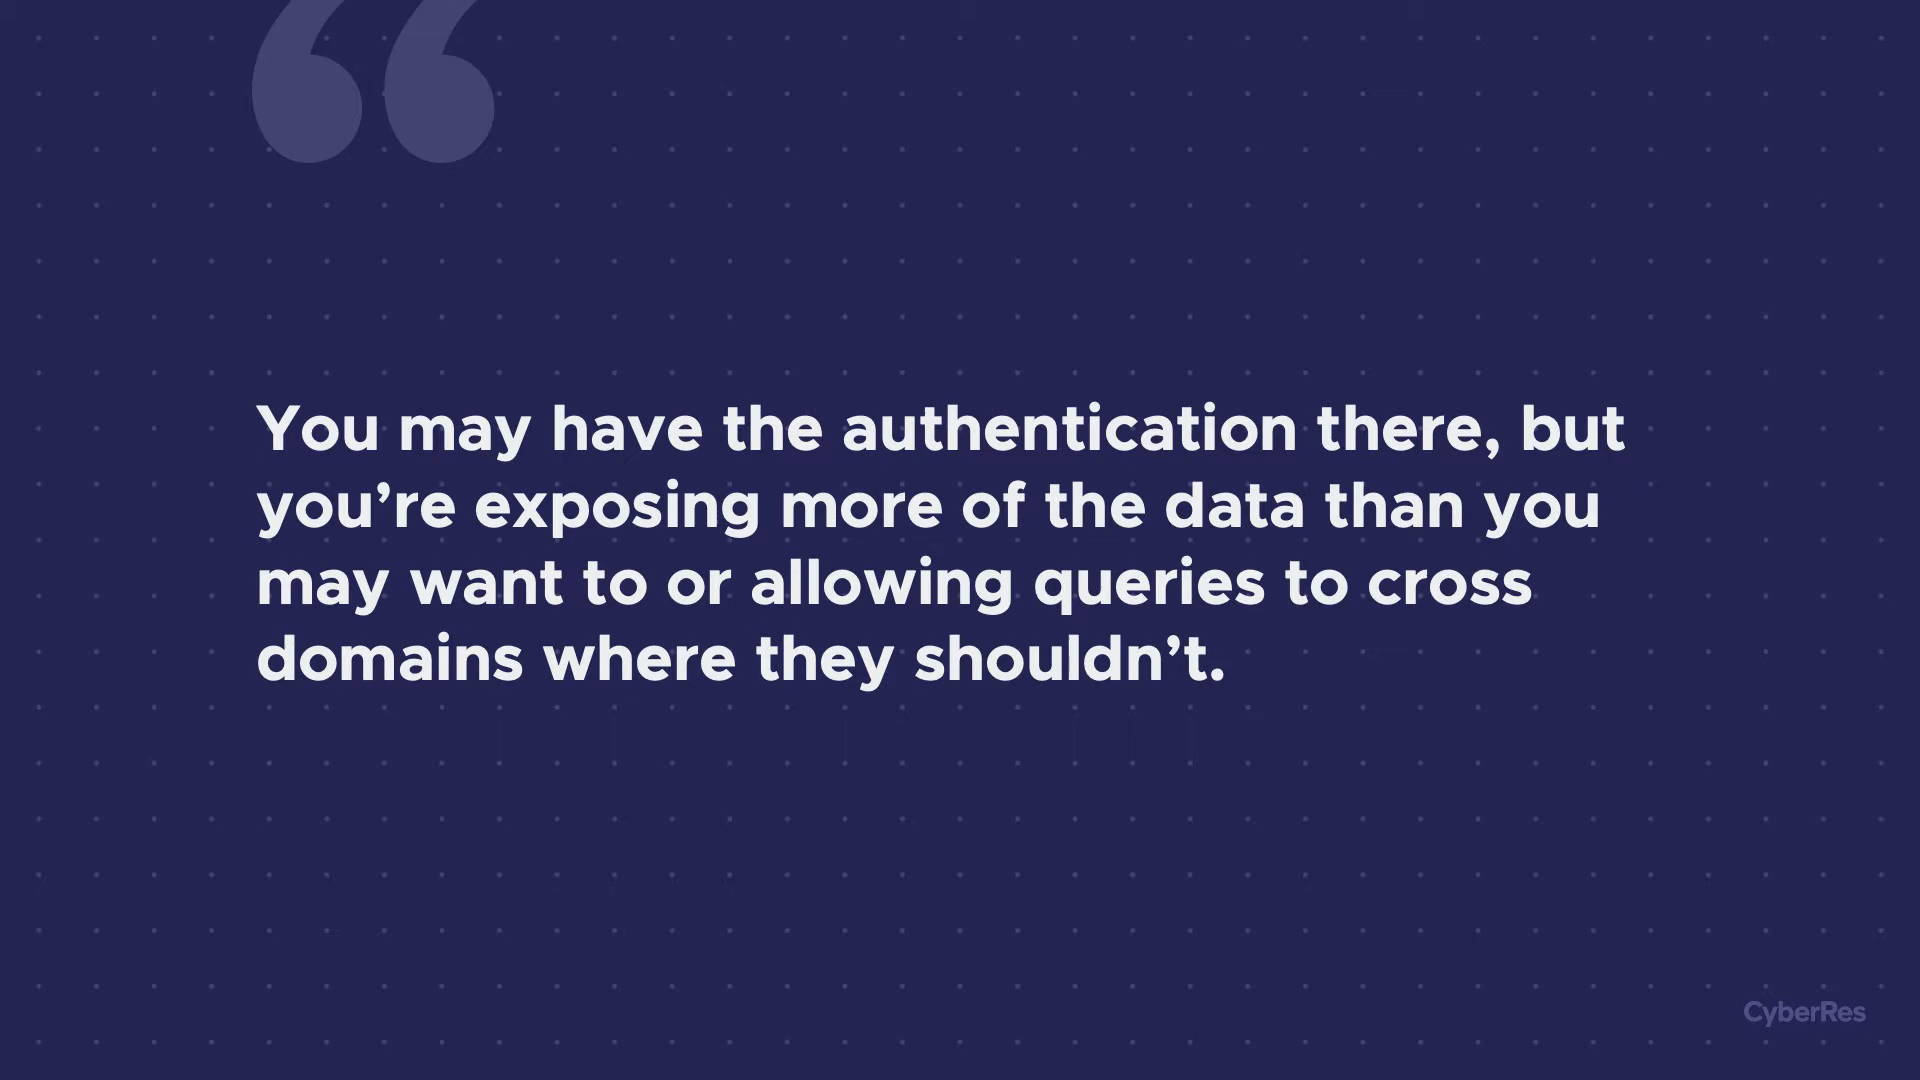 You may have the authentication there, but
you’re exposing more of the data than you
may want to or allowing queries to cross
domains where they shouldn’t.
CyberRes